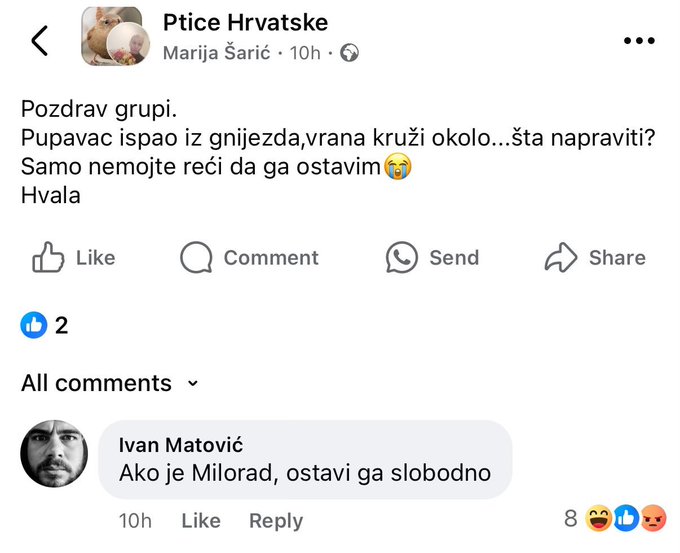 Ptice Hrvatske
Marija Šarić · 10h ·
Pozdrav grupi.
Pupavac ispao iz gnijezda,vrana kruži okolo...šta napraviti?
Samo nemojte reći da ga ostavim😭
Hvala
Like Comment Send Share
2
All comments
Ivan Matović
Ako je Milorad, ostavi ga slobodno
10h Like Reply 8